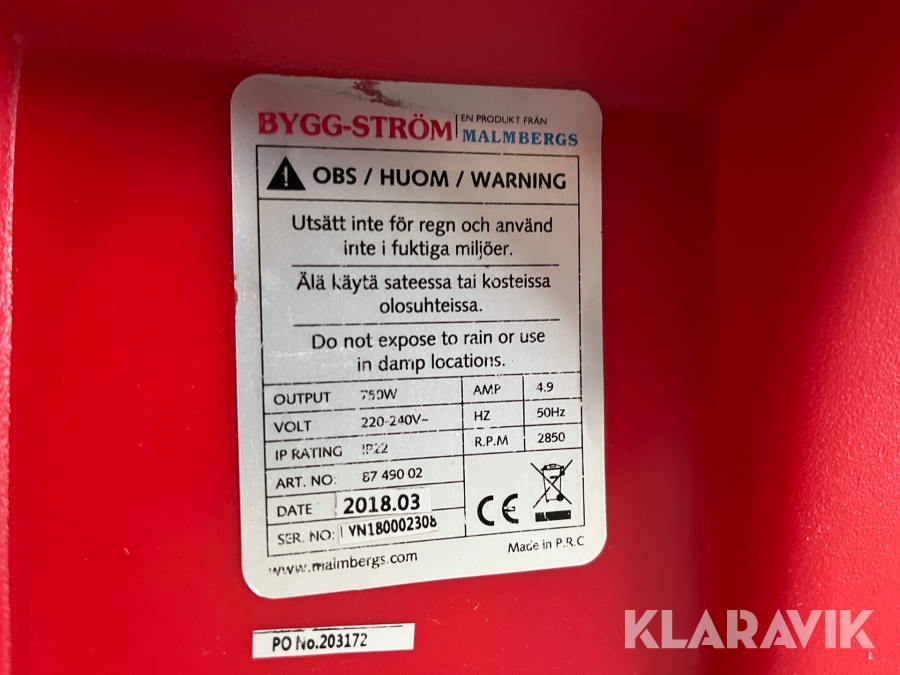 BYGG-STRÖM
EN PRODUKT FRÅN
MALMBERGS
OBS / HUOM / WARNING
Utsätt inte för regn och använd
inte i fuktiga miljöer.
Älä käytä sateessa tai kosteissa
olosuhteissa.
Do not expose to rain or use
in damp locations.
OUTPUT 750W AMP 4.9
VOLT 220-240V~ HZ 50Hz
IP RATING IP22 R.P.M 2850
ART. NO: 87 490 02
DATE 2018.03
SER. NO: VN180002308
CE
www.malmbergs.com
Made in P.R.C
PO No.203172
KLARAVIK